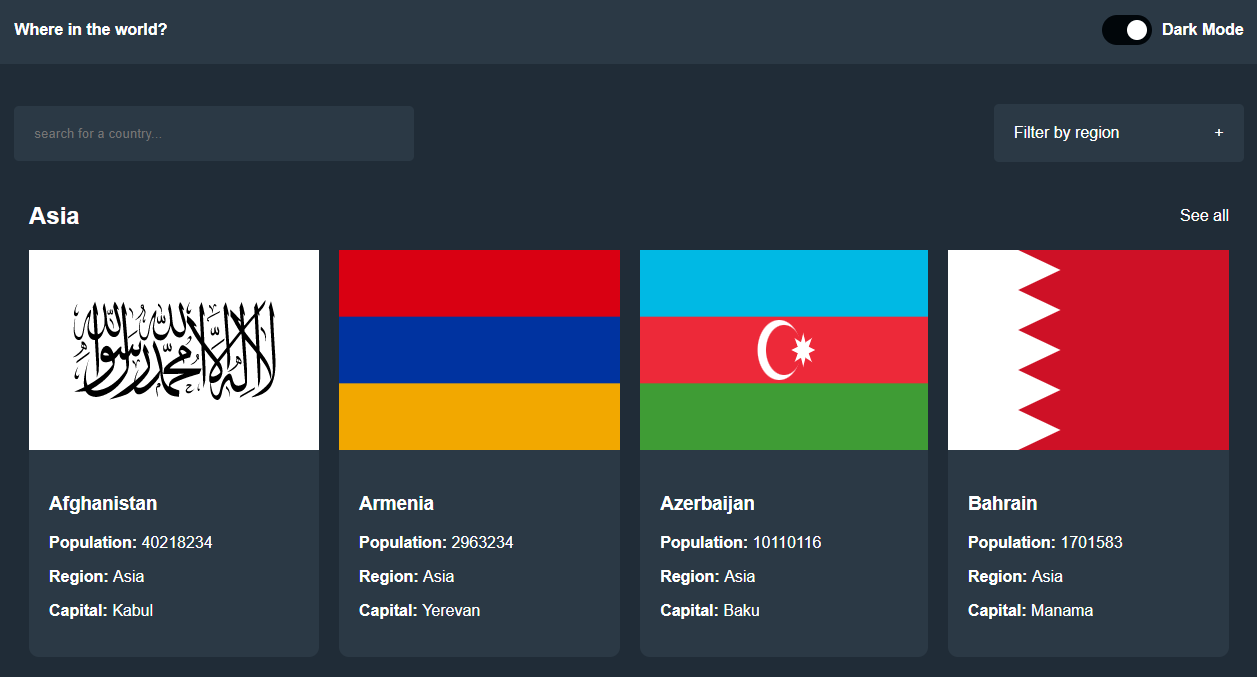 Where in the world?
Dark Mode
search for a country...
Filter by region +
Asia
See all
لا إله إلا الله محمد رسول الله
Afghanistan
Population: 40218234
Region: Asia
Capital: Kabul
Armenia
Population: 2963234
Region: Asia
Capital: Yerevan
Azerbaijan
Population: 10110116
Region: Asia
Capital: Baku
Bahrain
Population: 1701583
Region: Asia
Capital: Manama